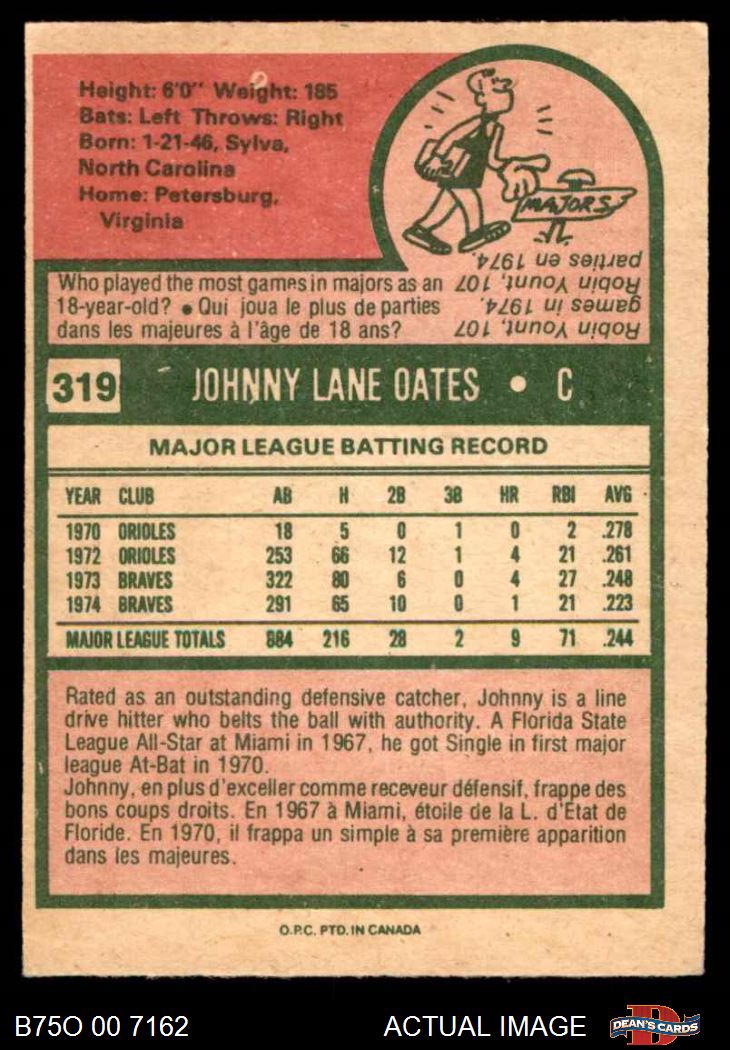 Height: 6'0" Weight: 185
Bats: Left Throws: Right
Born: 1-21-46, Sylva,
North Carolina
Home: Petersburg,
Virginia
MAJORS
Who played the most games in majors as an
18-year-old? • Qui joua le plus de parties
dans les majeures à l'âge de 18 ans?
Robin Yount, 107
games in 1974.
Robin Yount, 107
parties en 1974.
319 JOHNNY LANE OATES • C
MAJOR LEAGUE BATTING RECORD
YEAR CLUB AB H 2B 3B HR RBI AVG
1970 ORIOLES 18 5 0 1 0 2 .278
1972 ORIOLES 253 66 12 1 4 21 .261
1973 BRAVES 322 80 6 0 4 27 .248
1974 BRAVES 291 65 10 0 1 21 .223
MAJOR LEAGUE TOTALS 884 216 28 2 9 71 .244
Rated as an outstanding defensive catcher, Johnny is a line
drive hitter who belts the ball with authority. A Florida State
League All-Star at Miami in 1967, he got Single in first major
league At-Bat in 1970.
Johnny, en plus d'exceller comme receveur défensif, frappe des
bons coups droits. En 1967 à Miami, étoile de la L. d'État de
Floride. En 1970, il frappa un simple à sa première apparition
dans les majeures.
O.P.C. PTD. IN CANADA
B75O 00 7162 ACTUAL IMAGE
DEAN'S CARDS